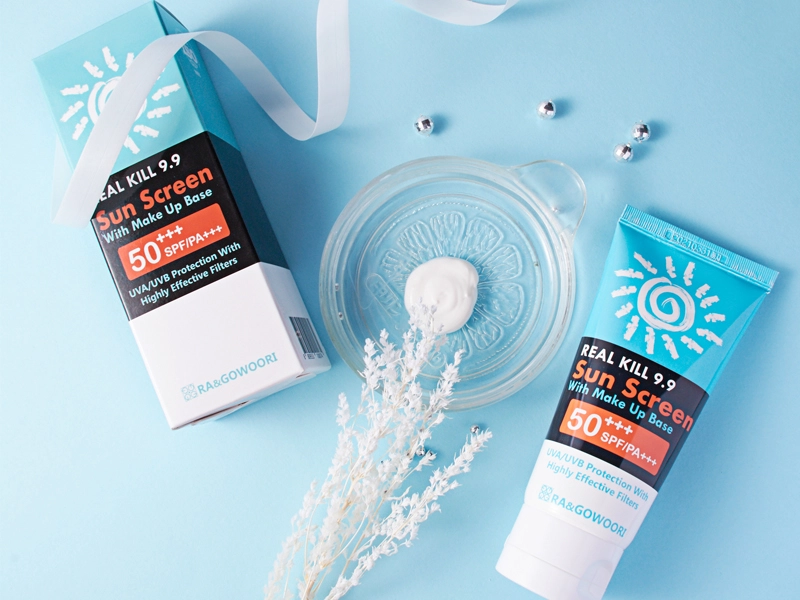 REAL KILL 9.9
Sun Screen
With Make Up Base
50+++
SPF/PA+++
UVA/UVB Protection With
Highly Effective Filters
RA&GOWOORI
REAL KILL 9.9
Sun Screen
With Make Up Base
50+++
SPF/PA+++
UVA/UVB Protection With
Highly Effective Filters
RA&GOWOORI